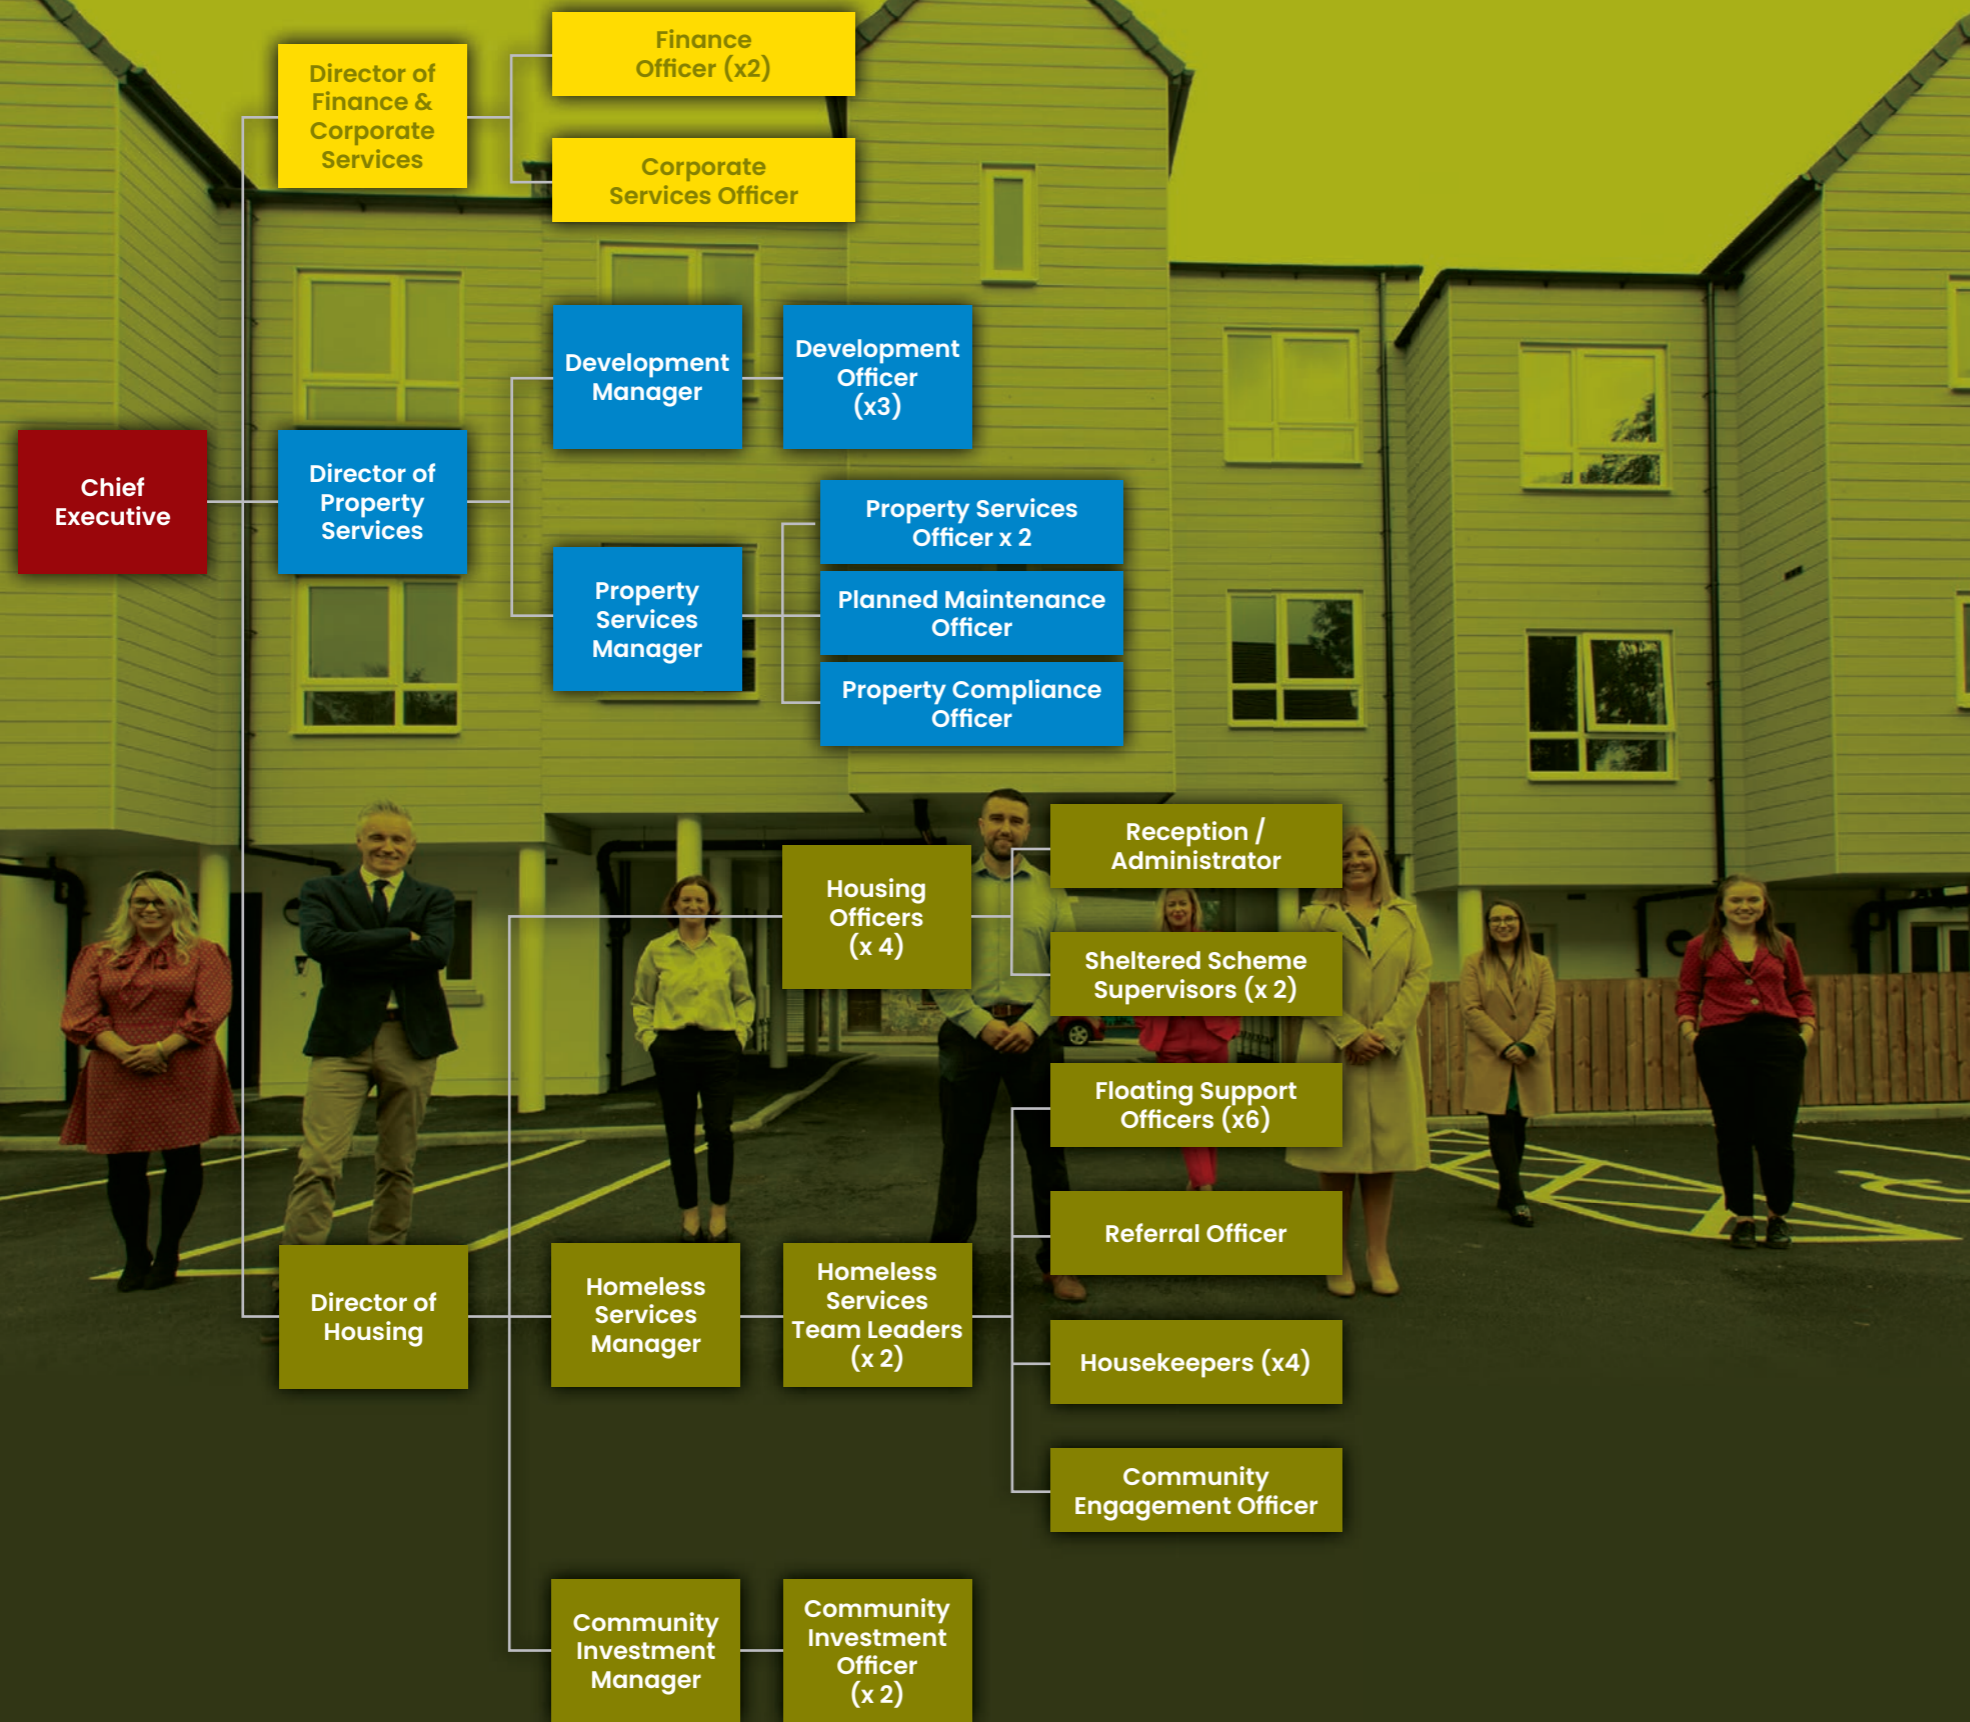 Finance
Officer (x2)
Director of
Finance &
Corporate
Services
Corporate
Services Officer
Development
Manager
Development
Officer
(x3)
Chief
Executive
Director of
Property
Services
Property Services
Officer x 2
Property
Services
Manager
Planned Maintenance
Officer
Property Compliance
Officer
Housing
Officers
(x 4)
Reception /
Administrator
Sheltered Scheme
Supervisors (x 2)
Floating Support
Officers (x6)
Referral Officer
Director of
Housing
Homeless
Services
Manager
Homeless
Services
Team Leaders
(x 2)
Housekeepers (x4)
Community
Engagement Officer
Community
Investment
Manager
Community
Investment
Officer
(x 2)